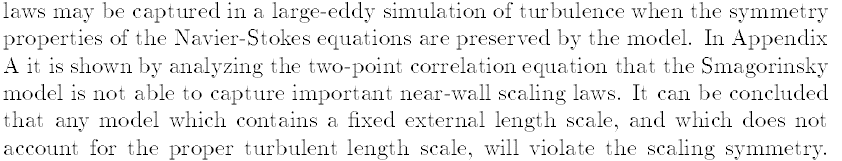 laws may be captured in a large-eddy simulation of turbulence when the symmetry
properties of the Navier-Stokes equations are preserved by the model. In Appendix
A it is shown by analyzing the two-point correlation equation that the Smagorinsky
model is not able to capture important near-wall scaling laws. It can be concluded
that any model which contains a fixed external length scale, and which does not
account for the proper turbulent length scale, will violate the scaling symmetry.